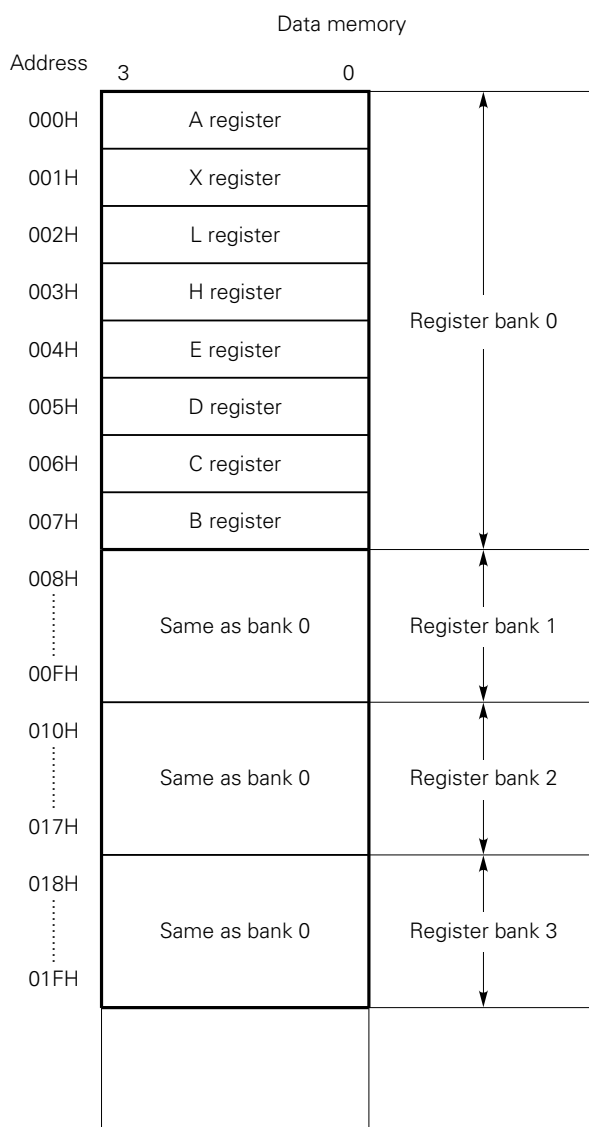 Data memory
Address
3 0
000H A register
001H X register
002H L register
003H H register
Register bank 0
004H E register
005H D register
006H C register
007H B register
008H
Same as bank 0 Register bank 1
00FH
010H
Same as bank 0 Register bank 2
017H
018H
Same as bank 0 Register bank 3
01FH